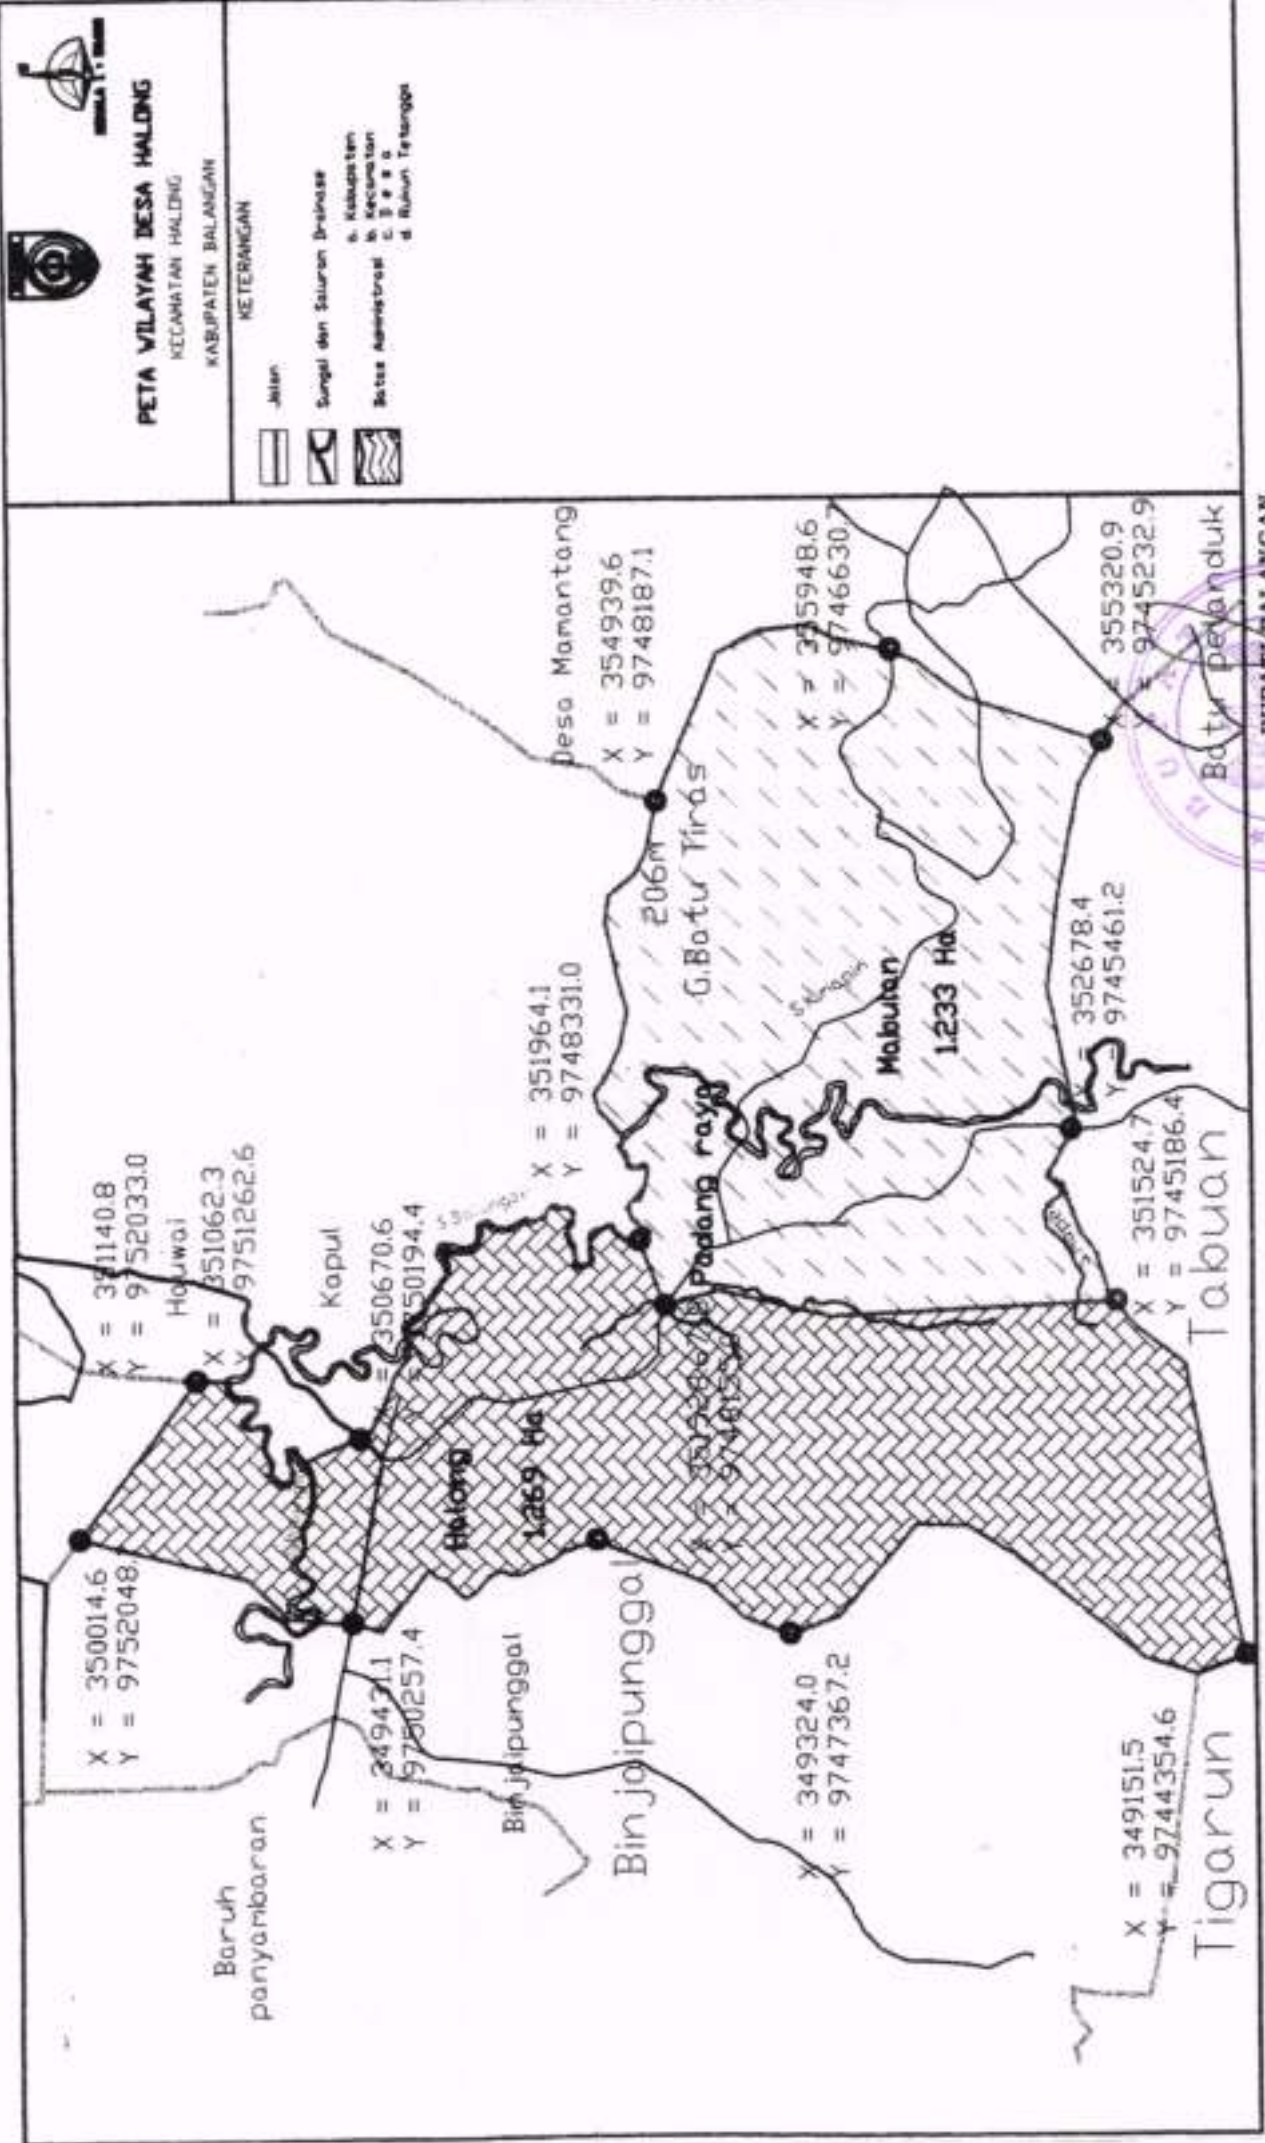 PETA WILAYAH DESA HALONG
KECAMATAN HALONG
KABUPATEN BALANGAN
KETERANGAN
Jalan
Sungai dan Saluran Drainase
Batas Administrasi
a. Kabupaten
b. Kecamatan
c. D e s a
d. Rukun Tetangga
X = 350014.6
Y = 9752048.
Y = 9752033.0
Hauwai
X = 351062.3
Y = 9751262.6
Kapul
= 350670.6
Baruh
panyambaran
X = 349431.1
Y = 9750257.4
Halong
1.269 Ha
Binjaipunggal
Binjaipunggal
X = 351964.1
Y = 9748331.0
Desa Mamantang
X = 354939.6
Y = 9748187.1
206M
G.Batu Tiras
Padang raya
X = 355948.6
Y = 9746630.
Mabulan
1.233 Ha
X = 349324.0
Y = 9747367.2
= 352678.4
Y = 9745461.2
X = 355320.9
Y = 9745232.9
Batu pelanduk
X = 351524.7
Y = 9745186.4
Tabuan
X = 349151.5
Y = 9744354.6
Tigarun
B U P A T